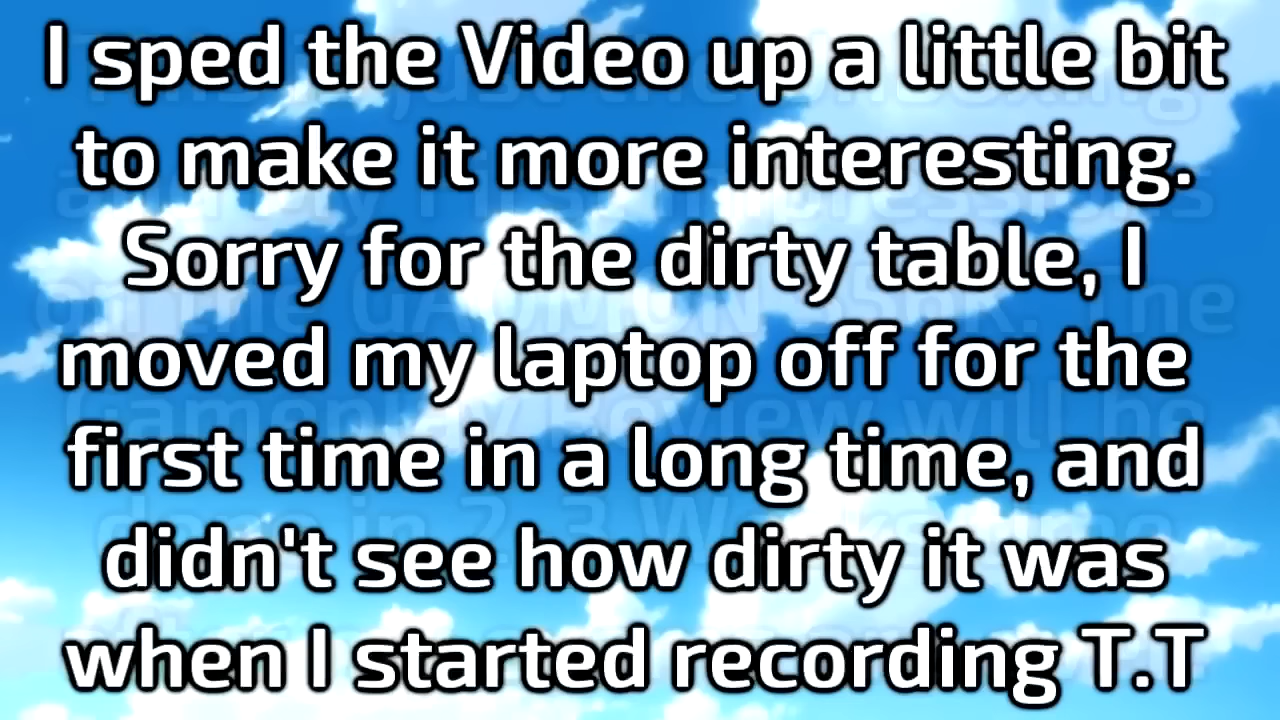 I sped the Video up a little bit
to make it more interesting.
Sorry for the dirty table, I
moved my laptop off for the
first time in a long time, and
didn't see how dirty it was
when I started recording T.T